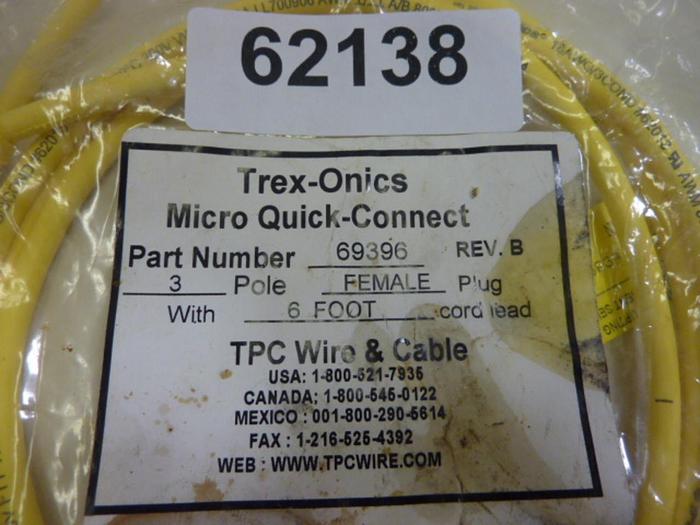 62138
Trex-Onics
Micro Quick-Connect
Part Number 69396 REV. B
3 Pole FEMALE Plug
With 6 FOOT cord lead
TPC Wire & Cable
USA: 1-800-521-7935
CANADA; 1-800-545-0122
MEXICO : 001-800-290-5614
FAX : 1-216-525-4392
WEB : WWW.TPCWIRE.COM